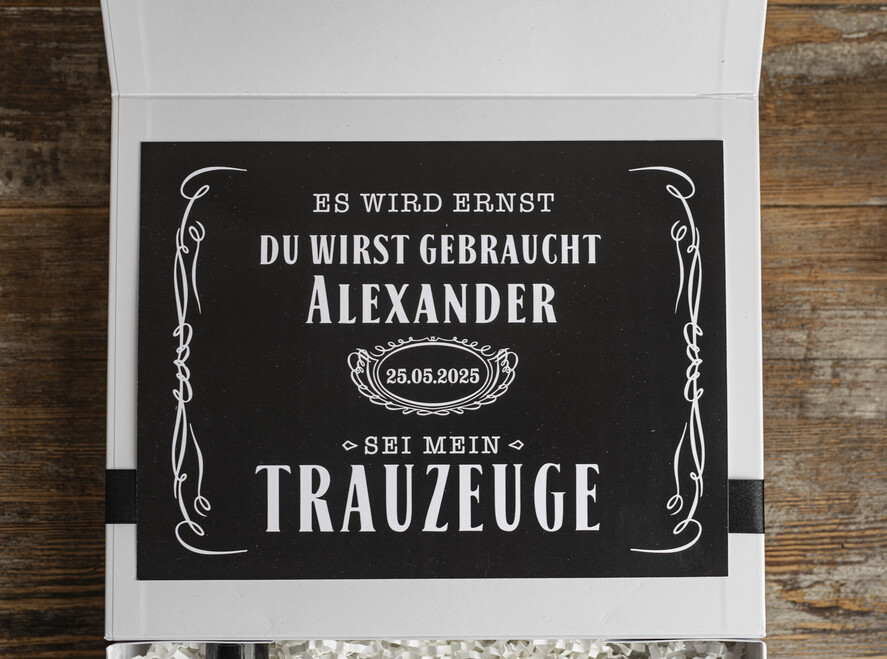 ES WIRD ERNST
DU WIRST GEBRAUCHT
ALEXANDER
25.05.2025
SEI MEIN
TRAUZEUGE